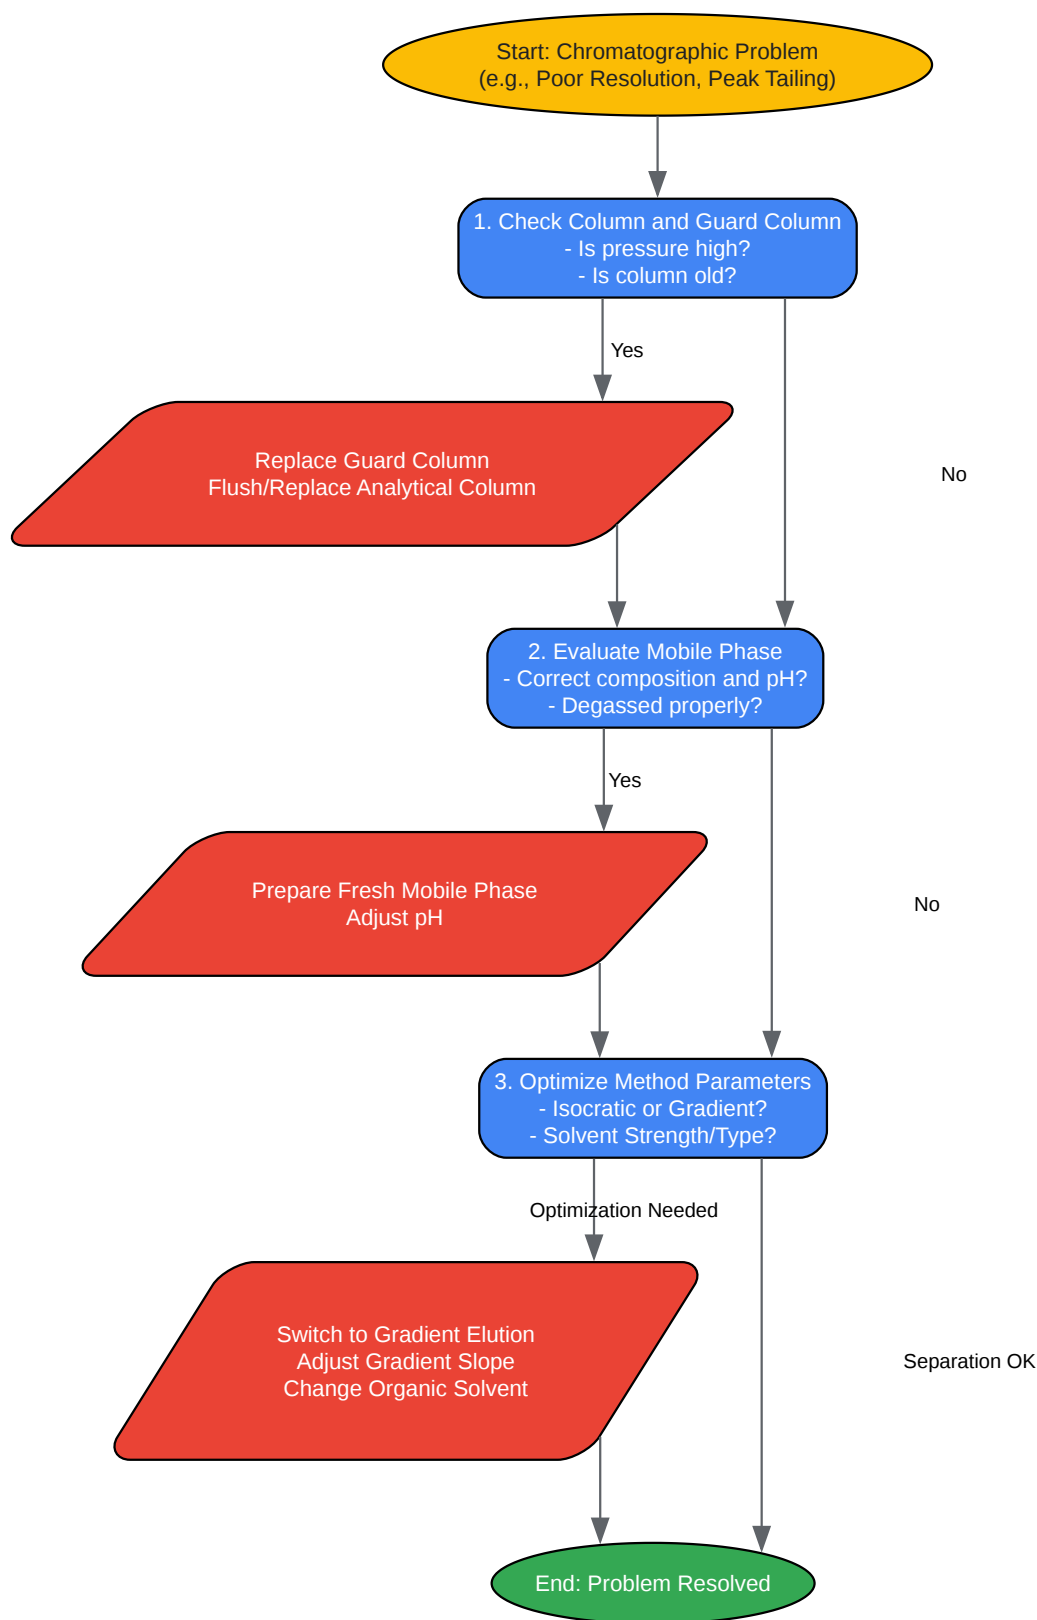 Start: Chromatographic Problem
(e.g., Poor Resolution, Peak Tailing)
1. Check Column and Guard Column
- Is pressure high?
- Is column old?
Yes
Replace Guard Column
Flush/Replace Analytical Column
No
2. Evaluate Mobile Phase
- Correct composition and pH?
- Degassed properly?
Yes
Prepare Fresh Mobile Phase
Adjust pH
No
3. Optimize Method Parameters
- Isocratic or Gradient?
- Solvent Strength/Type?
Optimization Needed
Switch to Gradient Elution
Adjust Gradient Slope
Change Organic Solvent
Separation OK
End: Problem Resolved